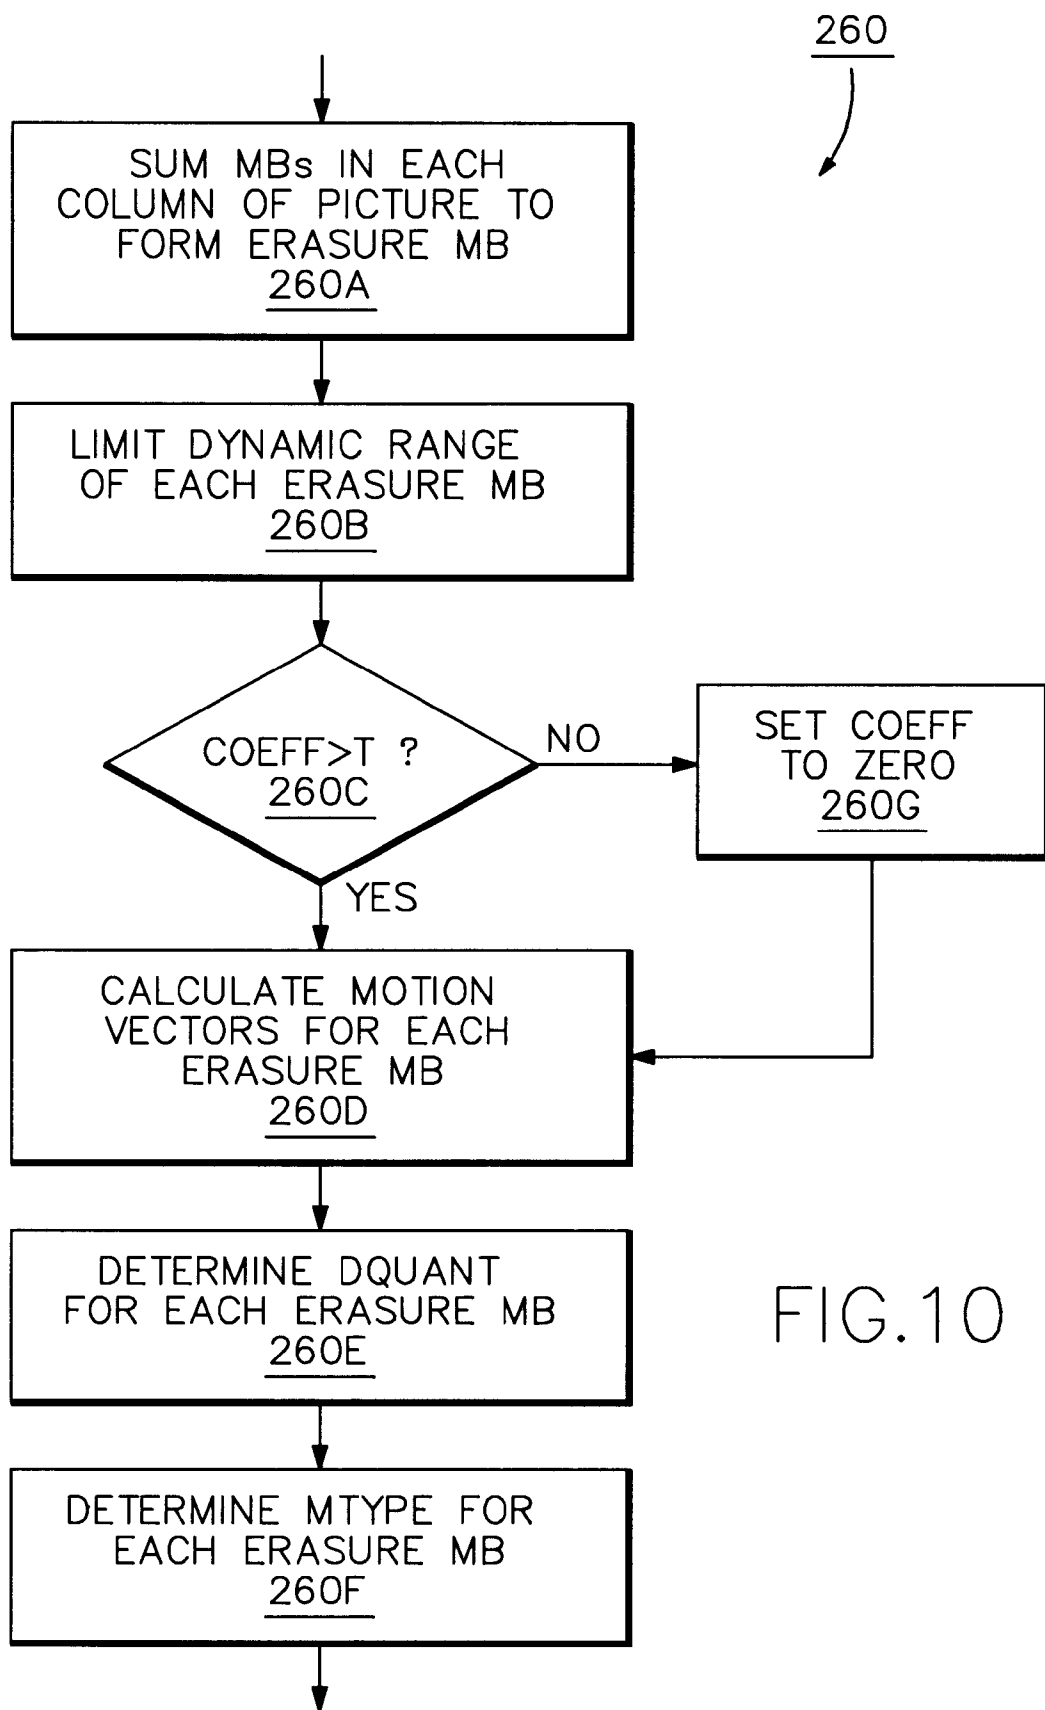 260
SUM MBs IN EACH
COLUMN OF PICTURE TO
FORM ERASURE MB
260A
LIMIT DYNAMIC RANGE
OF EACH ERASURE MB
260B
COEFF>T ?
260C
NO
SET COEFF
TO ZERO
260G
YES
CALCULATE MOTION
VECTORS FOR EACH
ERASURE MB
260D
DETERMINE DQUANT
FOR EACH ERASURE MB
260E
FIG.10
DETERMINE MTYPE FOR
EACH ERASURE MB
260F